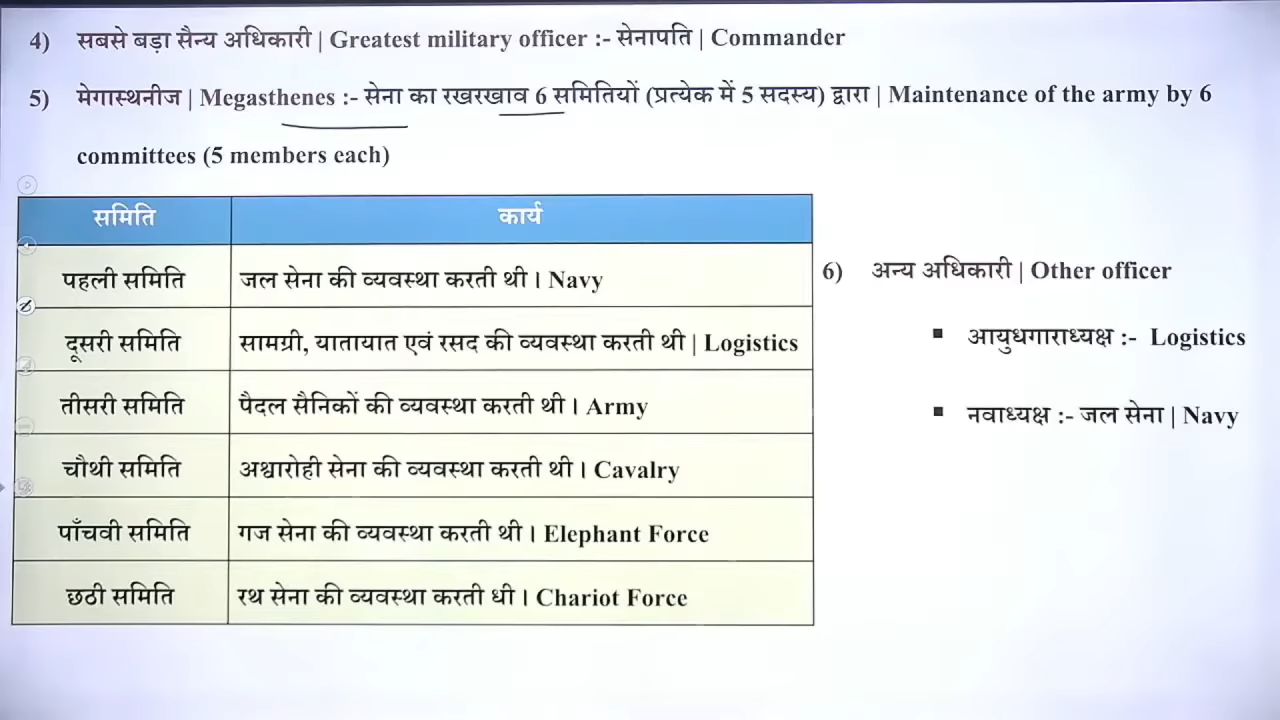 4) सबसे बड़ा सैन्य अधिकारी | Greatest military officer :- सेनापति | Commander
5) मेगास्थनीज | Megasthenes :- सेना का रखरखाव 6 समितियों (प्रत्येक में 5 सदस्य) द्वारा | Maintenance of the army by 6
committees (5 members each)
समिति कार्य
पहली समिति जल सेना की व्यवस्था करती थी। Navy
दूसरी समिति सामग्री, यातायात एवं रसद की व्यवस्था करती थी | Logistics
तीसरी समिति पैदल सैनिकों की व्यवस्था करती थी। Army
चौथी समिति अश्वारोही सेना की व्यवस्था करती थी। Cavalry
पाँचवी समिति गज सेना की व्यवस्था करती थी। Elephant Force
छठी समिति रथ सेना की व्यवस्था करती थी। Chariot Force
6) अन्य अधिकारी | Other officer
▪ आयुधगाराध्यक्ष :- Logistics
▪ नवाध्यक्ष :- जल सेना | Navy